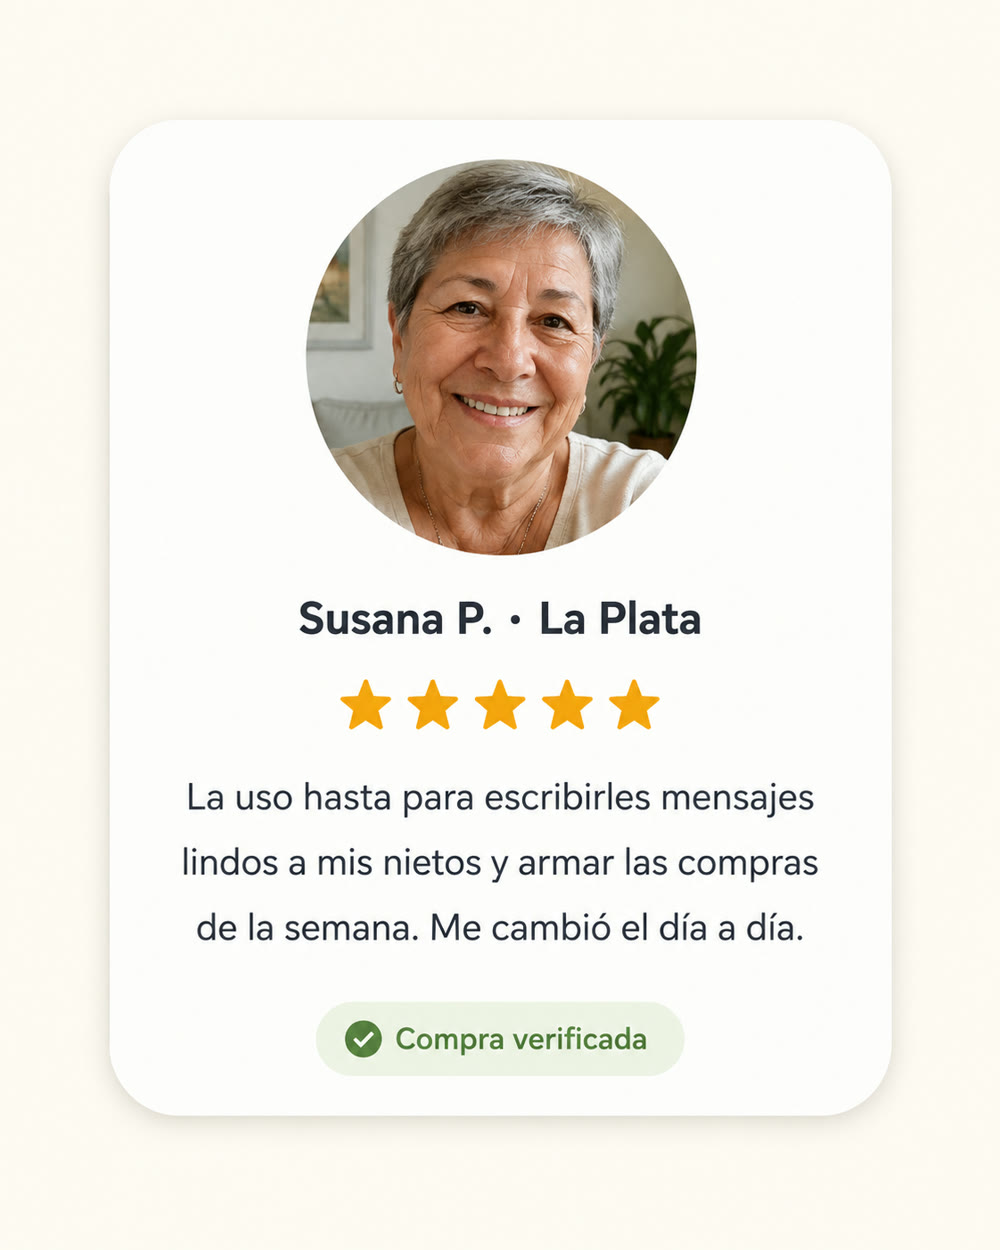 Susana P. • La Plata
La uso hasta para escribirles mensajes
lindos a mis nietos y armar las compras
de la semana. Me cambió el día a día.
Compra verificada